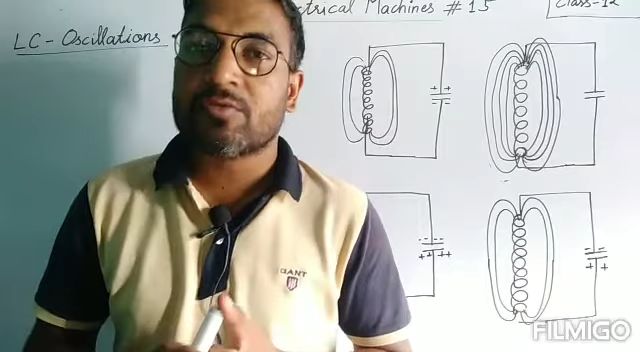 ctrical Machines # 15
Class-12
LC-Oscillations
+ +
- -
+ + ++
- -
+ +
GANT
FILMIGO